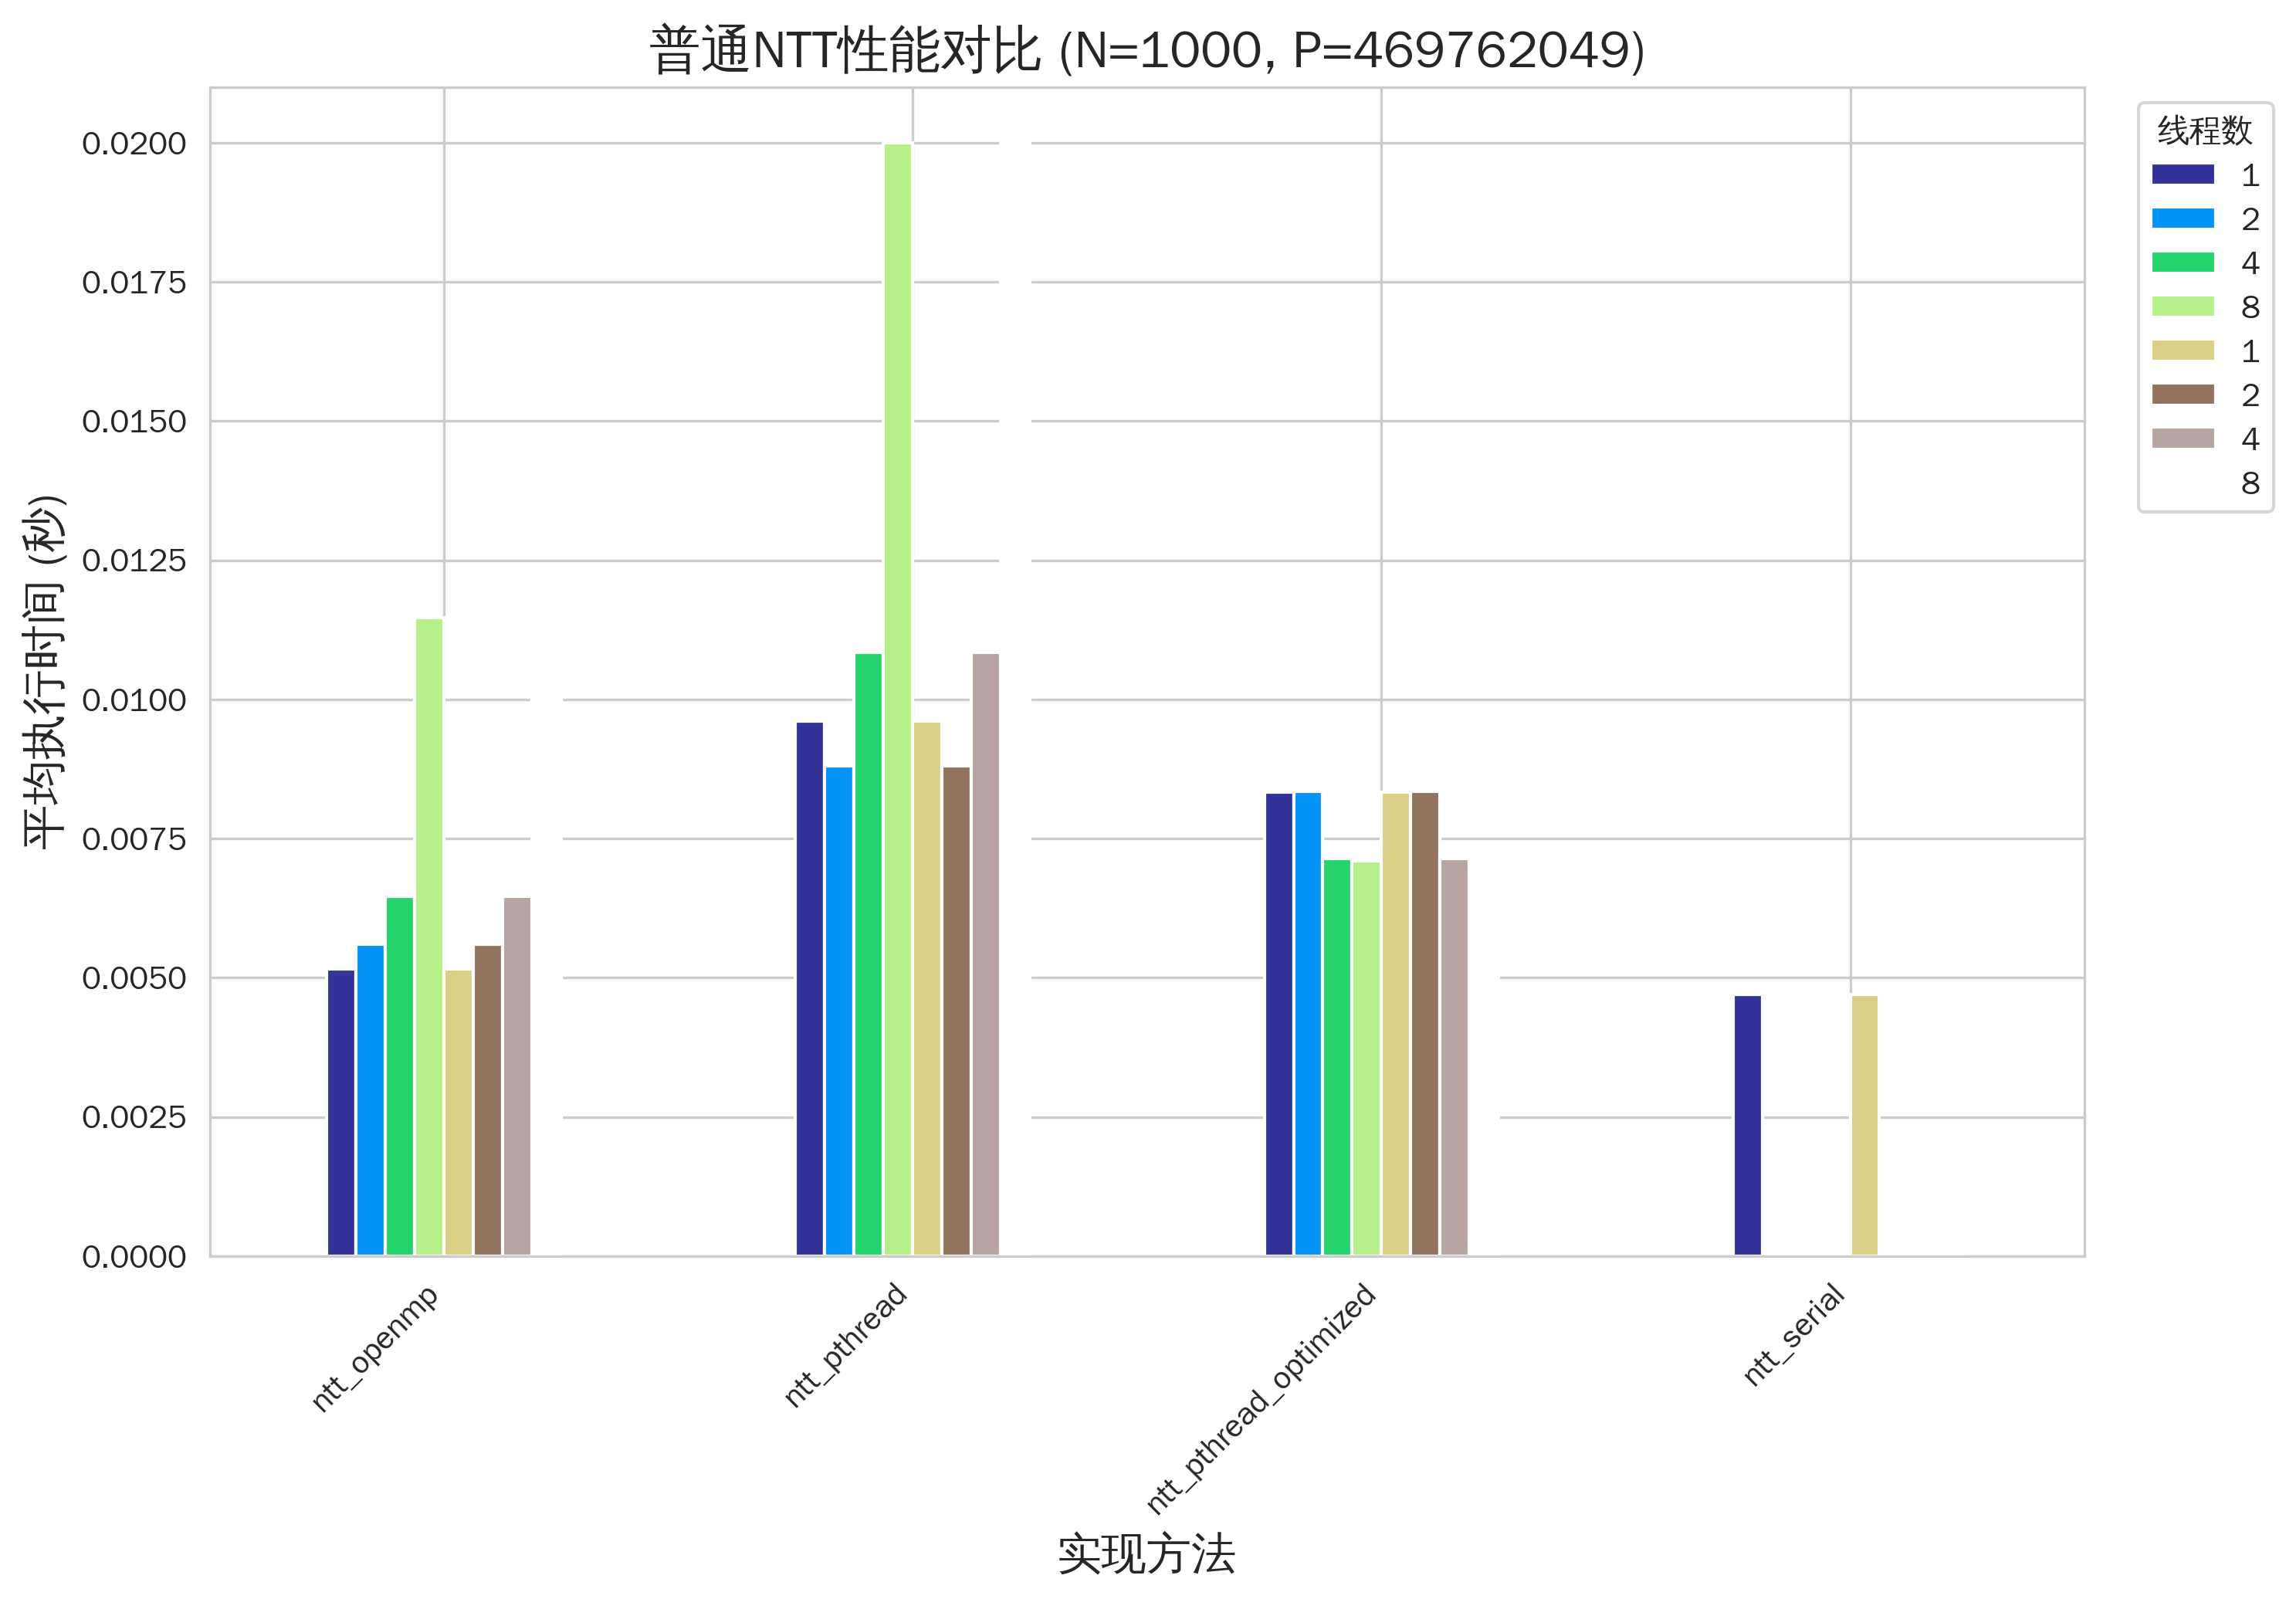 普通NTT性能对比 (N=1000, P=469762049)
平均执行时间 (秒)
0.0200
0.0175
0.0150
0.0125
0.0100
0.0075
0.0050
0.0025
0.0000
线程数
1
2
4
8
1
2
4
8
ntt_openmp
ntt_pthread
ntt_pthread_optimized
ntt_serial
实现方法